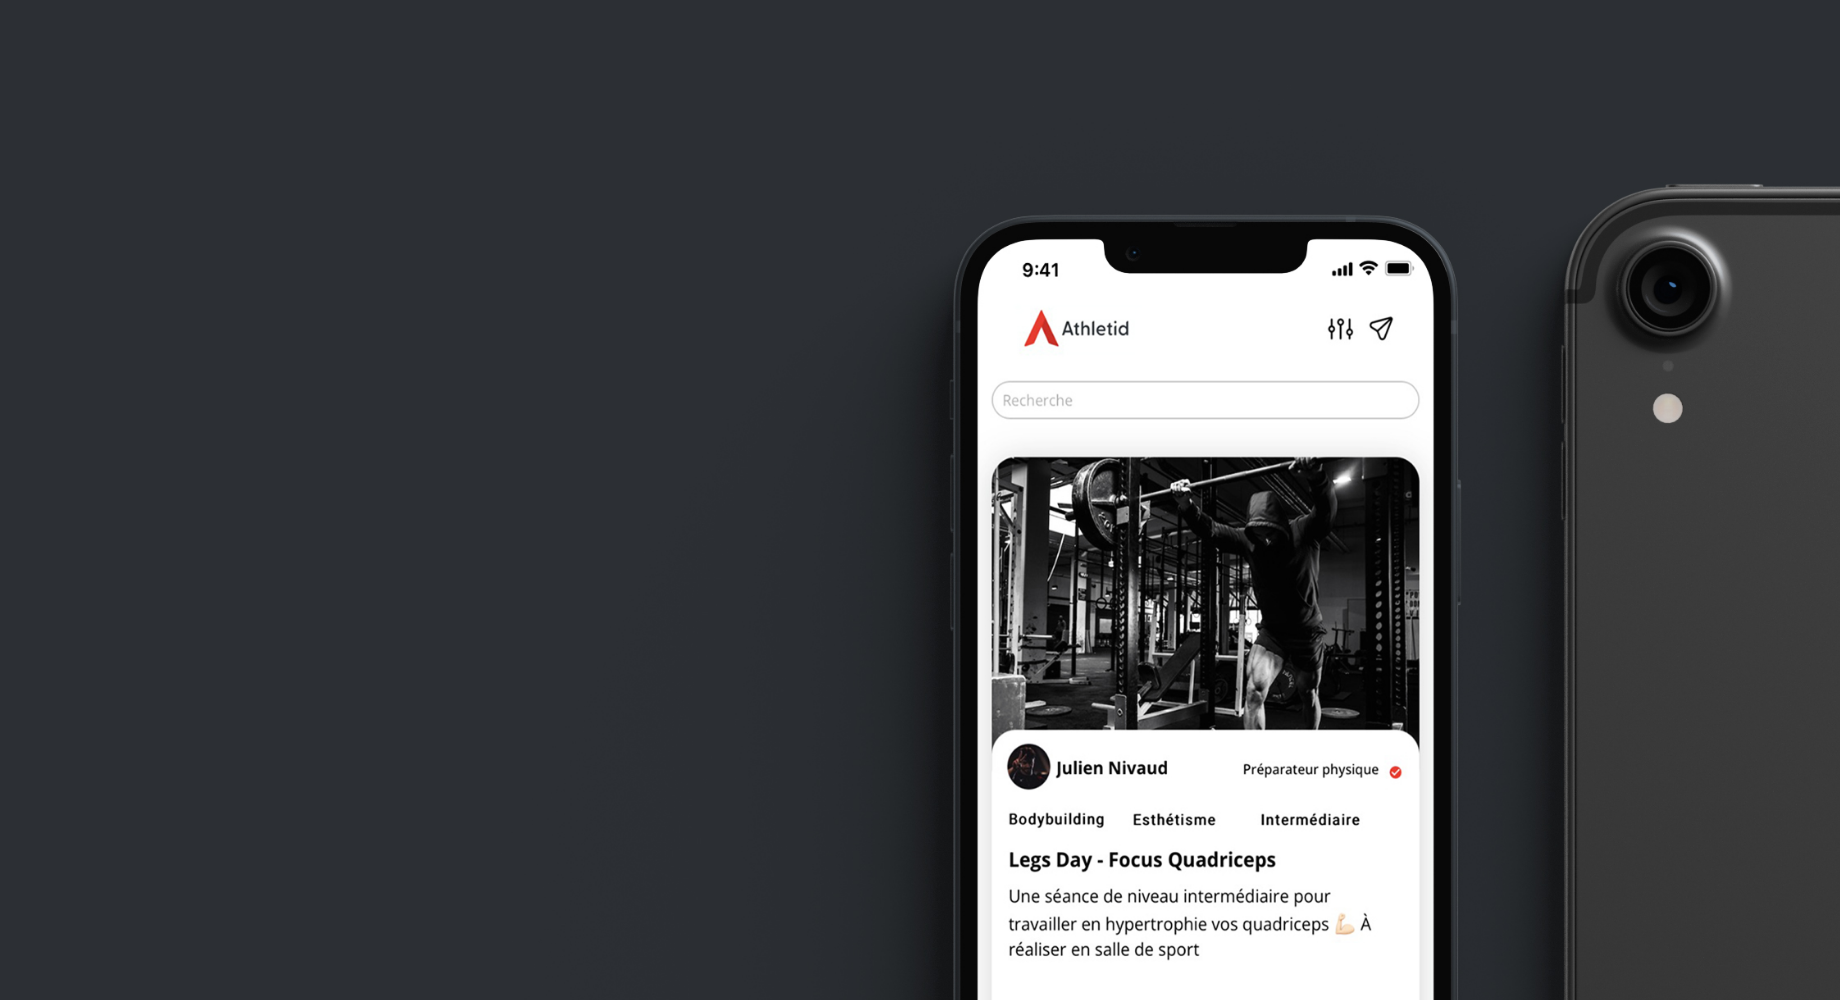 9:41
Athletid
Recherche
Julien Nivaud
Préparateur physique
Bodybuilding Esthétisme Intermédiaire
Legs Day - Focus Quadriceps
Une séance de niveau intermédiaire pour
travailler en hypertrophie vos quadriceps 💪🏻 À
réaliser en salle de sport